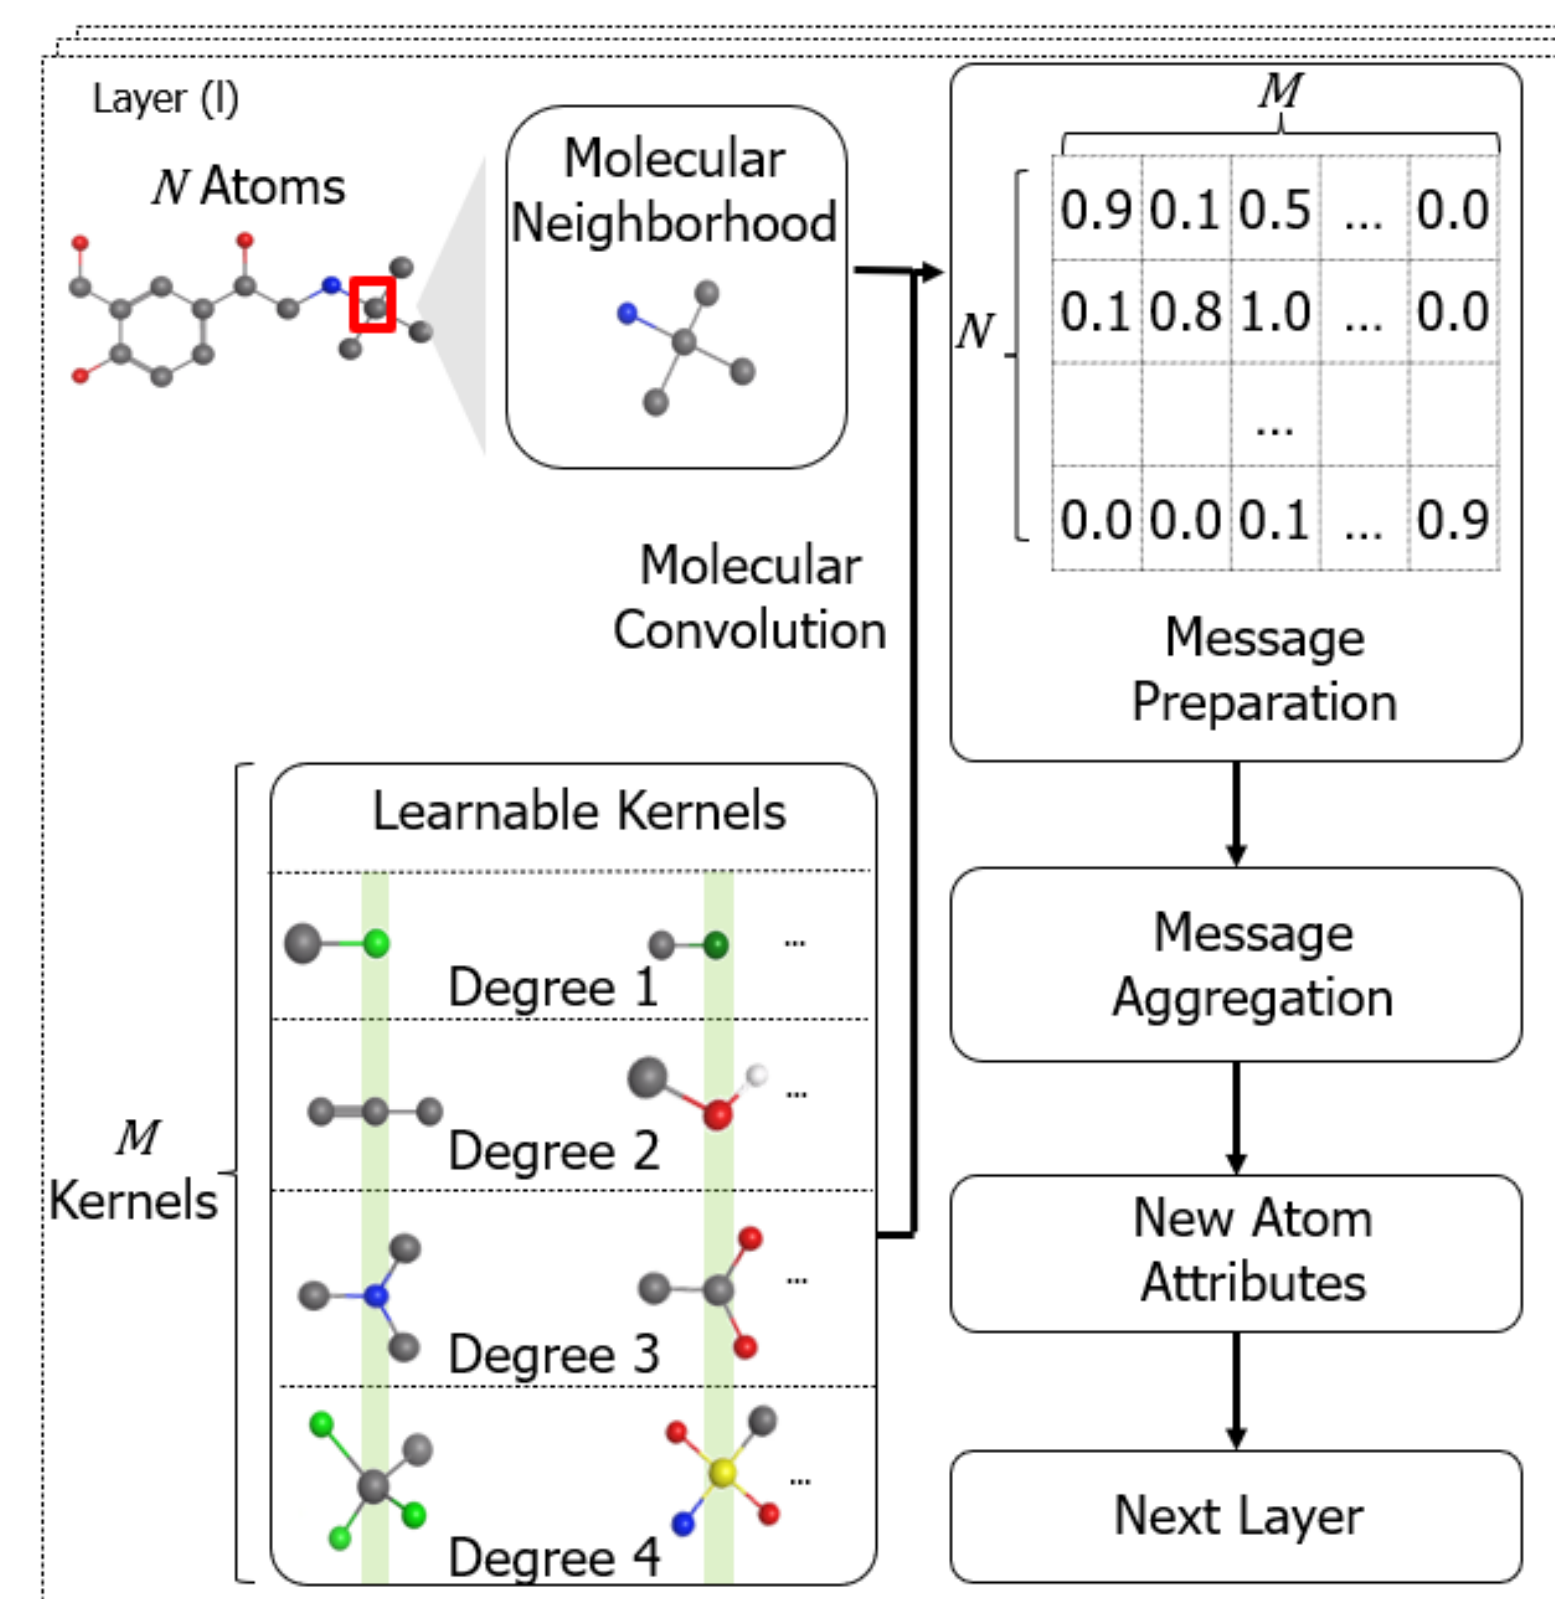 Layer (l)
N Atoms
Molecular
Neighborhood
M
N
0.9 0.1 0.5 ... 0.0
0.1 0.8 1.0 ... 0.0
...
0.0 0.0 0.1 ... 0.9
Message
Preparation
Molecular
Convolution
M
Kernels
Learnable Kernels
...
Degree 1
...
Degree 2
...
Degree 3
...
Degree 4
Message
Aggregation
New Atom
Attributes
Next Layer